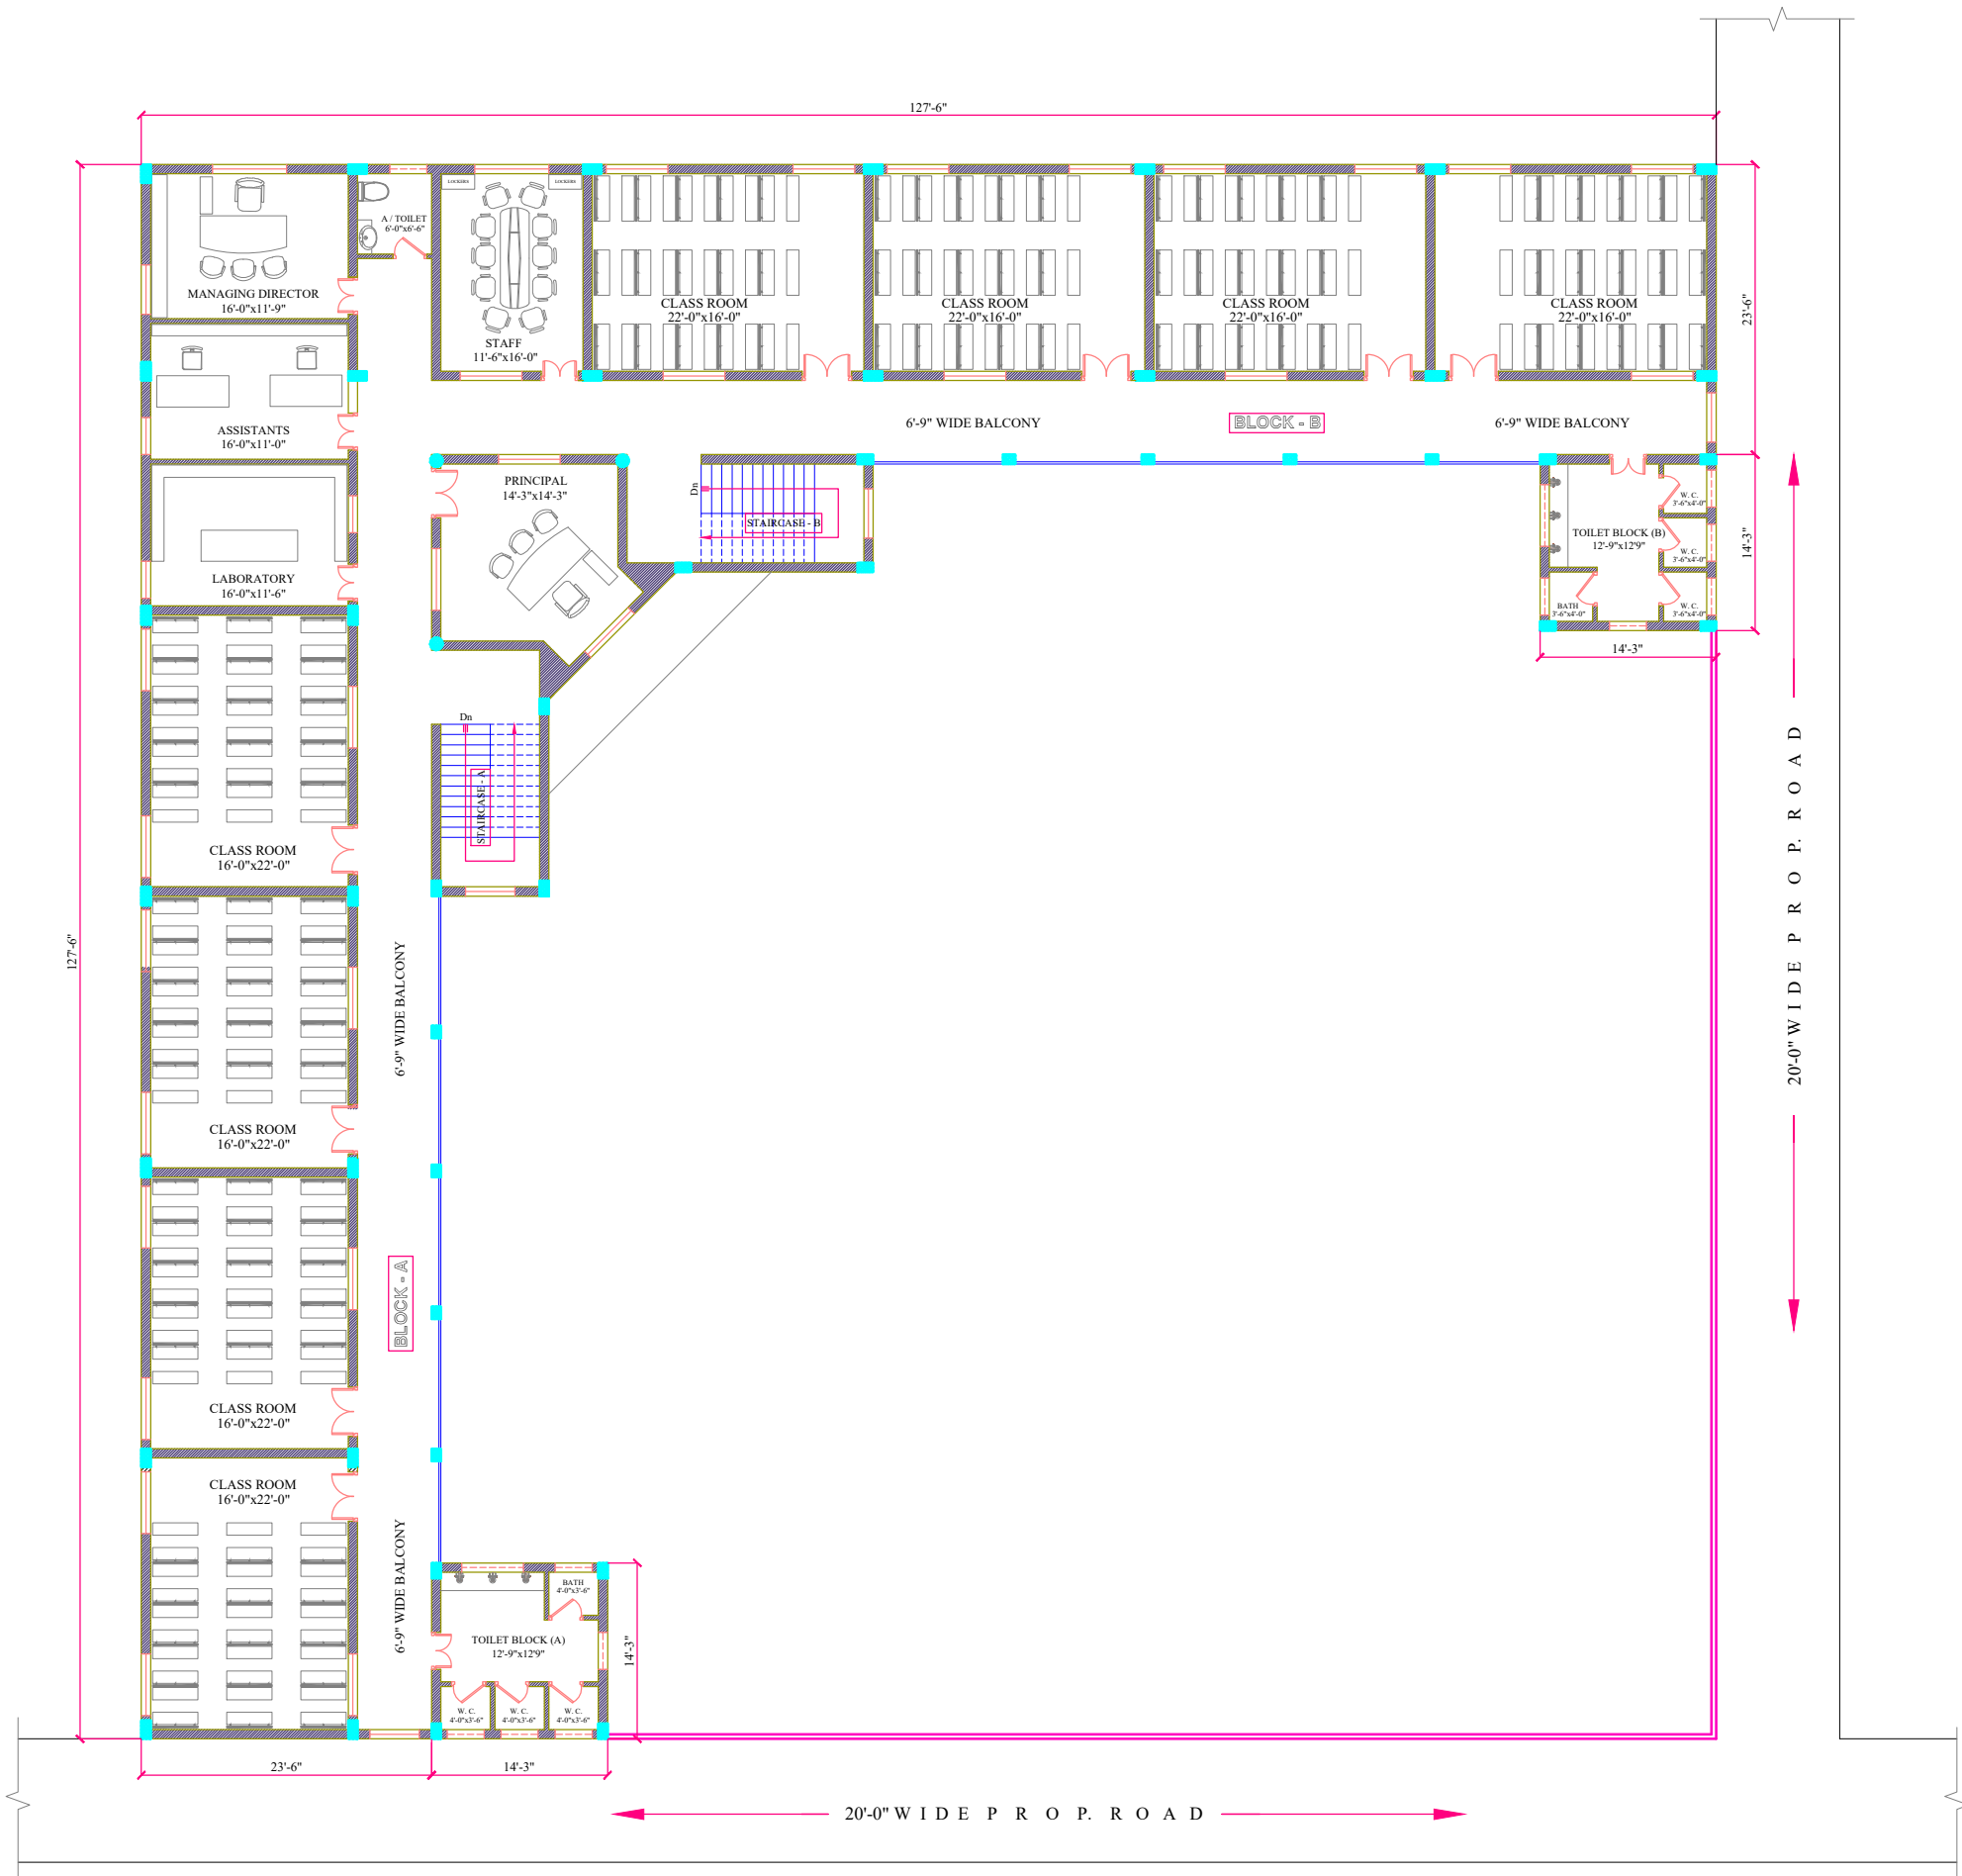 127'-6"
LOCKERS
LOCKERS
A / TOILET
6'-0"x6'-6"
MANAGING DIRECTOR
16'-0"x11'-9"
STAFF
11'-6"x16'-0"
CLASS ROOM
22'-0"x16'-0"
CLASS ROOM
22'-0"x16'-0"
CLASS ROOM
22'-0"x16'-0"
CLASS ROOM
22'-0"x16'-0"
23'-6"
ASSISTANTS
16'-0"x11'-0"
6'-9" WIDE BALCONY
BLOCK - B
6'-9" WIDE BALCONY
PRINCIPAL
14'-3"x14'-3"
Dn
STAIRCASE - B
W. C.
3'-6"x4'-0"
TOILET BLOCK (B)
12'-9"x12'9"
W. C.
3'-6"x4'-0"
BATH
3'-6"x4'-0"
W. C.
3'-6"x4'-0"
14'-3"
14'-3"
LABORATORY
16'-0"x11'-6"
Dn
STAIRCASE - A
CLASS ROOM
16'-0"x22'-0"
127'-6"
6'-9" WIDE BALCONY
20'-0" W I D E P R O P. R O A D
CLASS ROOM
16'-0"x22'-0"
BLOCK - A
CLASS ROOM
16'-0"x22'-0"
CLASS ROOM
16'-0"x22'-0"
6'-9" WIDE BALCONY
BATH
4'-0"x3'-6"
TOILET BLOCK (A)
12'-9"x12'9"
14'-3"
W. C.
4'-0"x3'-6"
W. C.
4'-0"x3'-6"
W. C.
4'-0"x3'-6"
23'-6"
14'-3"
20'-0" W I D E P R O P. R O A D